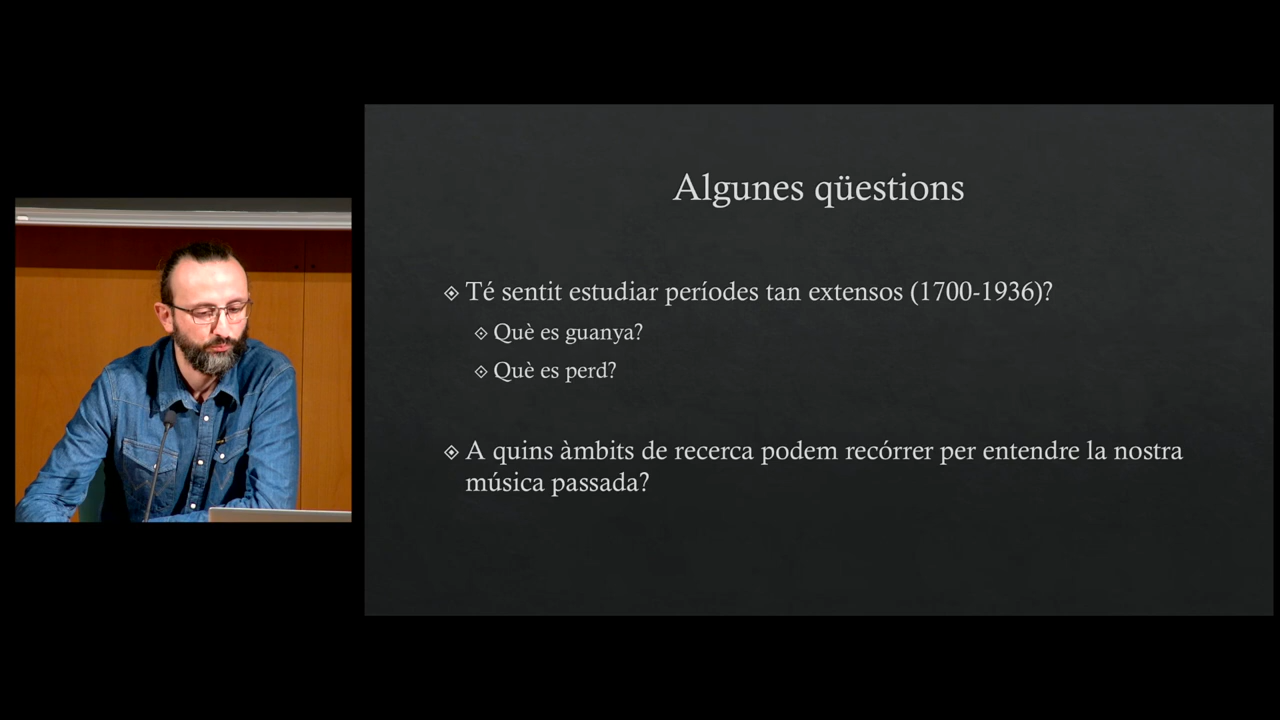 Algunes qüestions
Té sentit estudiar períodes tan extensos (1700-1936)?
Què es guanya?
Què es perd?
A quins àmbits de recerca podem recórrer per entendre la nostra
música passada?